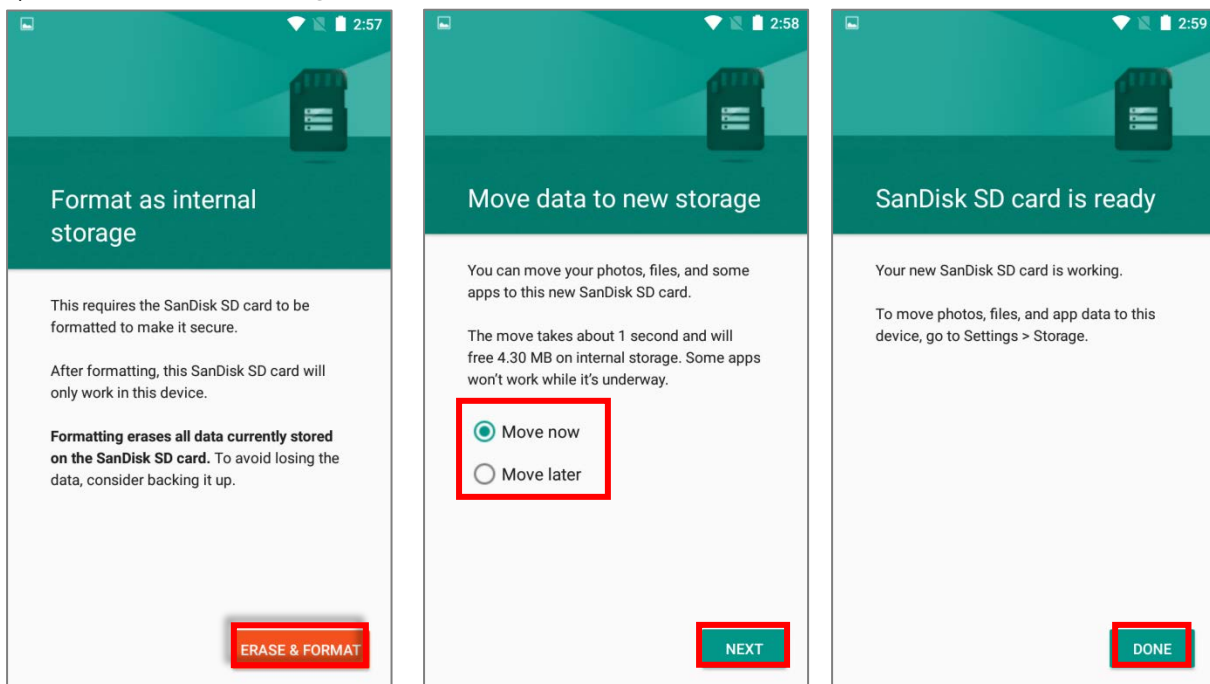 2:57
Format as internal
storage
This requires the SanDisk SD card to be
formatted to make it secure.
After formatting, this SanDisk SD card will
only work in this device.
Formatting erases all data currently stored
on the SanDisk SD card. To avoid losing the
data, consider backing it up.
ERASE & FORMAT
2:58
Move data to new storage
You can move your photos, files, and some
apps to this new SanDisk SD card.
The move takes about 1 second and will
free 4.30 MB on internal storage. Some apps
won't work while it's underway.
Move now
Move later
NEXT
2:59
SanDisk SD card is ready
Your new SanDisk SD card is working.
To move photos, files, and app data to this
device, go to Settings > Storage.
DONE